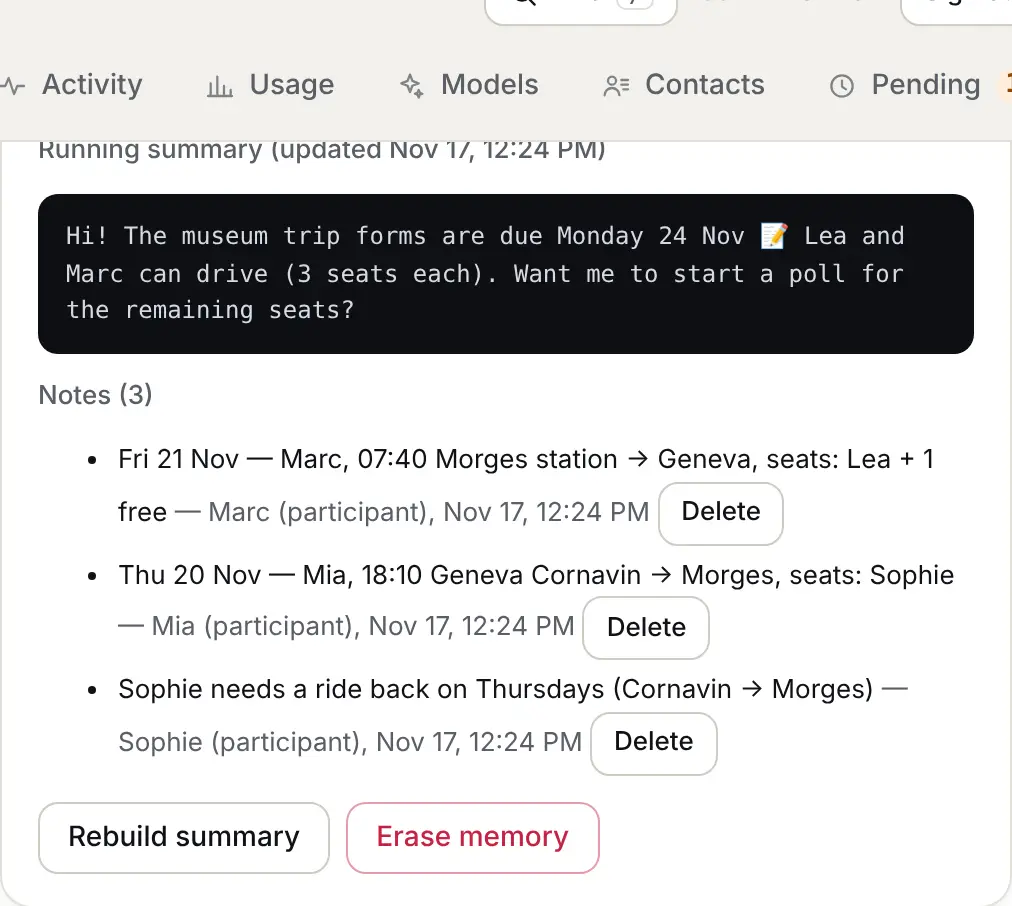 Activity
Usage
Models
Contacts
Pending
Running summary (updated Nov 17, 12:24 PM)
Hi! The museum trip forms are due Monday 24 Nov 📝 Lea and
Marc can drive (3 seats each). Want me to start a poll for
the remaining seats?
Notes (3)
• Fri 21 Nov — Marc, 07:40 Morges station → Geneva, seats: Lea + 1
free — Marc (participant), Nov 17, 12:24 PM Delete
• Thu 20 Nov — Mia, 18:10 Geneva Cornavin → Morges, seats: Sophie
— Mia (participant), Nov 17, 12:24 PM Delete
• Sophie needs a ride back on Thursdays (Cornavin → Morges) —
Sophie (participant), Nov 17, 12:24 PM Delete
Rebuild summary
Erase memory